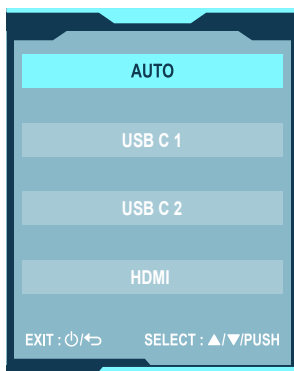 AUTO
USB C 1
USB C 2
HDMI
EXIT : ⏻/↩ SELECT : ▲/▼/PUSH